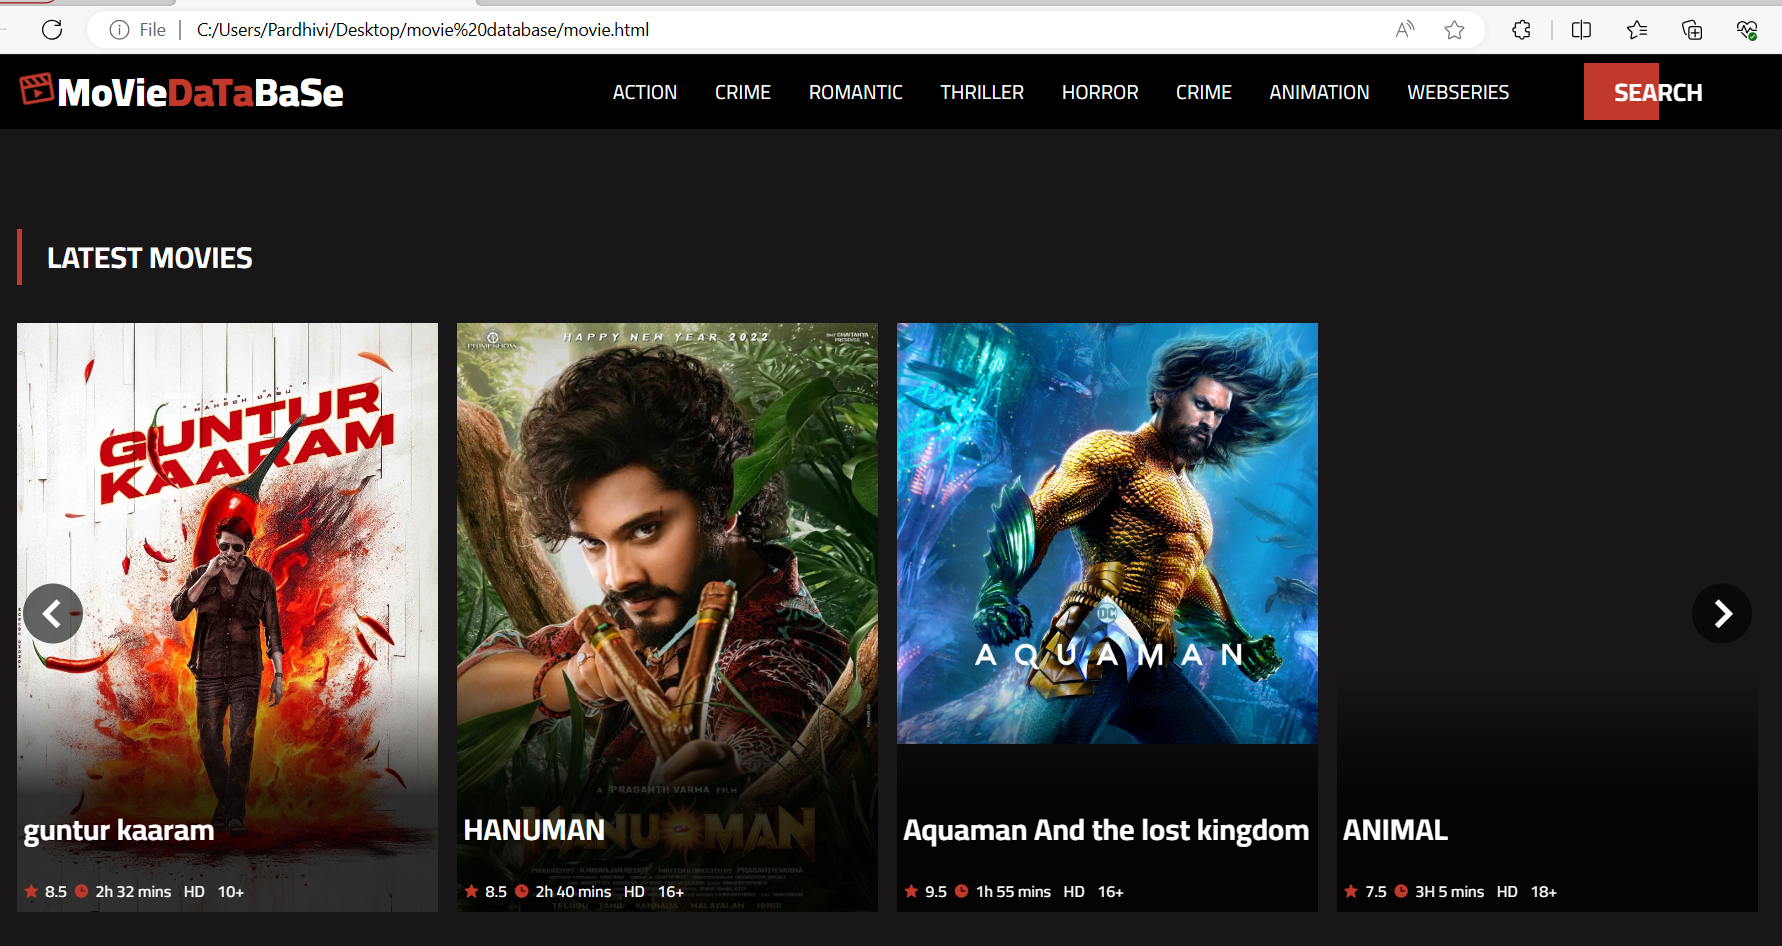 File C:/Users/Pardhivi/Desktop/movie%20database/movie.html
MoVieDaTaBaSe ACTION CRIME ROMANTIC THRILLER HORROR CRIME ANIMATION WEBSERIES SEARCH
LATEST MOVIES
MAHESH BABU
GUNTUR
KAARAM
guntur kaaram
8.5 2h 32 mins HD 10+
PRIMESHOW
HAPPY NEW YEAR 2022
CHAITANYA
PRESENTS
A PRASANTH VARMA FILM
HANUMAN
HANUMAN
TELUGU TAMIL KANNADA MALAYALAM HINDI
8.5 2h 40 mins HD 16+
DC
AQUAMAN
Aquaman And the lost kingdom
9.5 1h 55 mins HD 16+
ANIMAL
7.5 3H 5 mins HD 18+